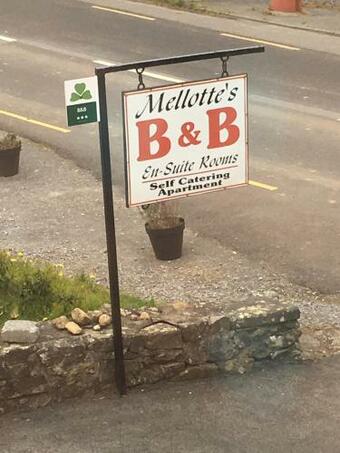 Mellotte's
B & B
En-Suite Rooms
Self Catering
Apartment
B&B
★★★